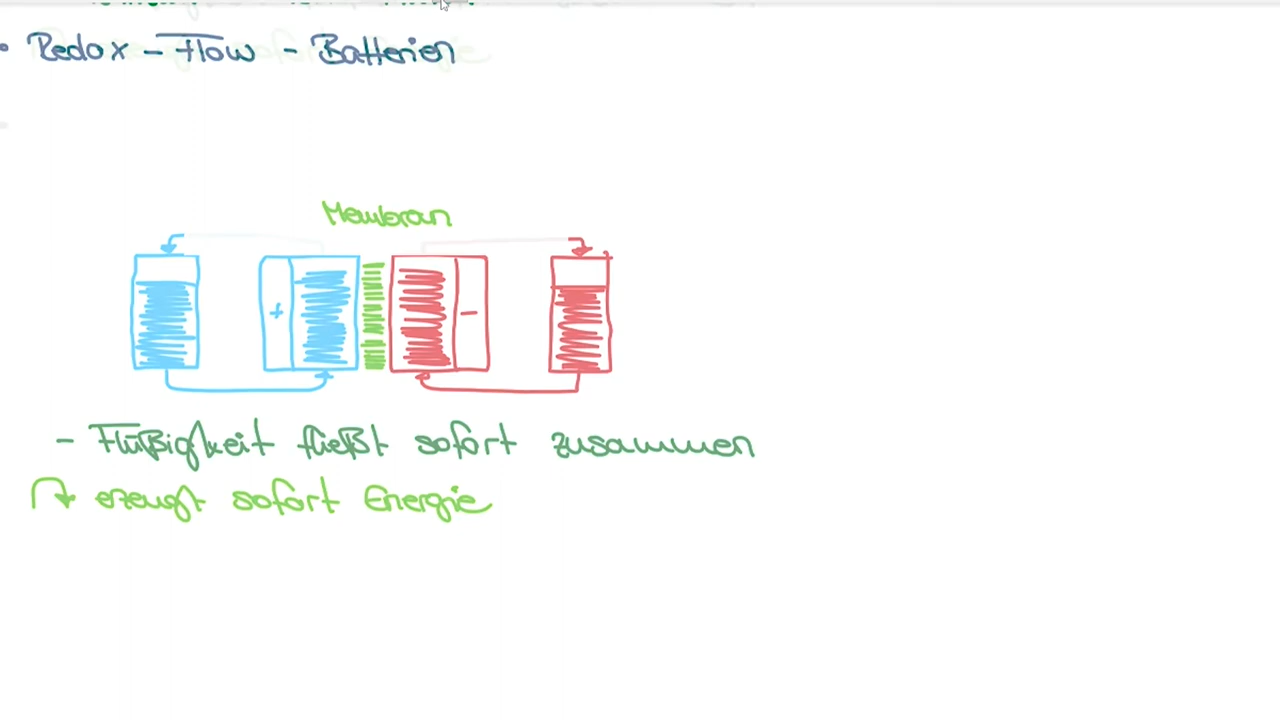 • Redox - Flow - Batterien
Membran
+
-
- Flüßigkeit fließt sofort zusammen
↷ erzeugt sofort Energie